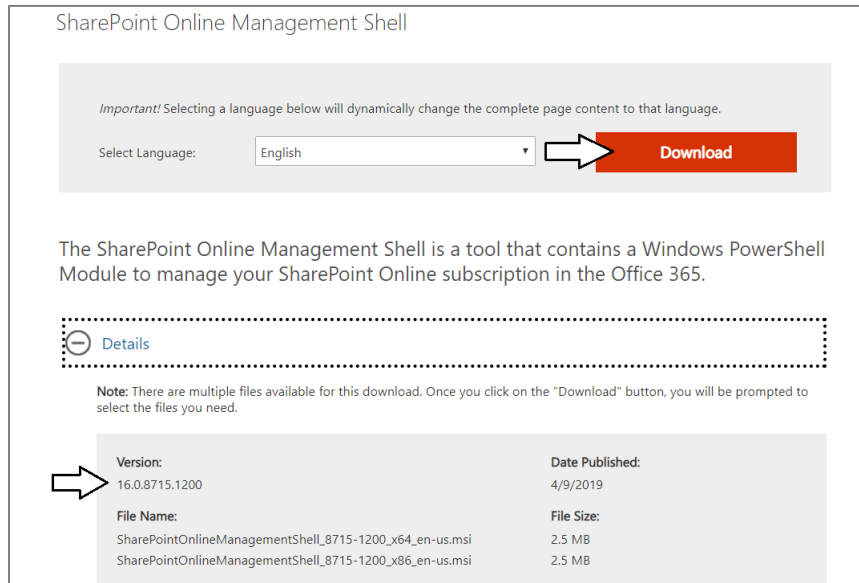 SharePoint Online Management Shell
Important! Selecting a language below will dynamically change the complete page content to that language.
Select Language:
English
Download
The SharePoint Online Management Shell is a tool that contains a Windows PowerShell
Module to manage your SharePoint Online subscription in the Office 365.
Details
Note: There are multiple files available for this download. Once you click on the "Download" button, you will be prompted to
select the files you need.
Version:
16.0.8715.1200
Date Published:
4/9/2019
File Name:
SharePointOnlineManagementShell_8715-1200_x64_en-us.msi
SharePointOnlineManagementShell_8715-1200_x86_en-us.msi
File Size:
2.5 MB
2.5 MB